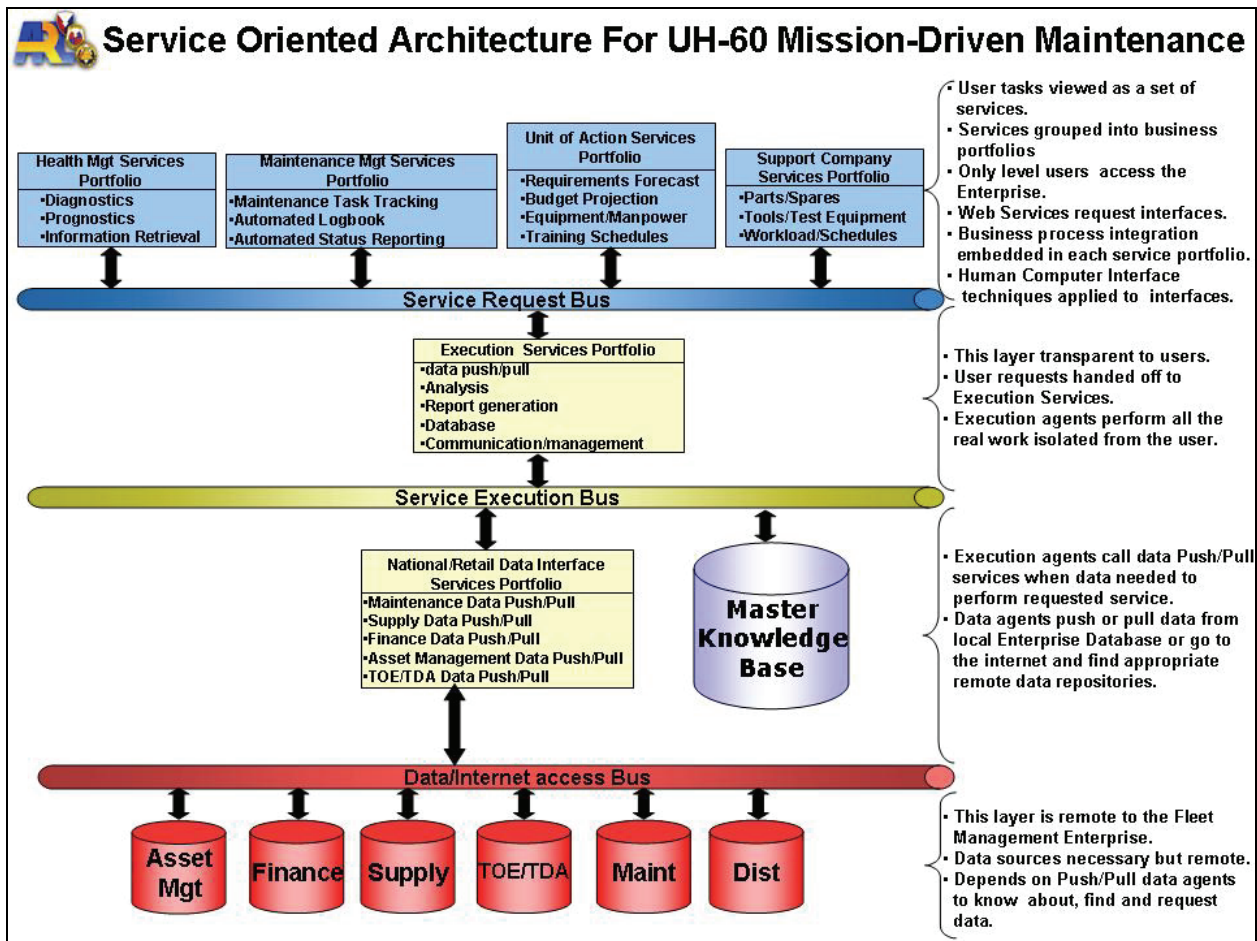 ARL
Service Oriented Architecture For UH-60 Mission-Driven Maintenance
Health Mgt Services
Portfolio
•Diagnostics
•Prognostics
•Information Retrieval
Maintenance Mgt Services
Portfolio
•Maintenance Task Tracking
•Automated Logbook
•Automated Status Reporting
Unit of Action Services
Portfolio
•Requirements Forecast
•Budget Projection
•Equipment/Manpower
•Training Schedules
Support Company
Services Portfolio
•Parts/Spares
•Tools/Test Equipment
•Workload/Schedules
• User tasks viewed as a set of
services.
• Services grouped into business
portfolios
• Only level users access the
Enterprise.
• Web Services request interfaces.
• Business process integration
embedded in each service portfolio.
• Human Computer Interface
techniques applied to interfaces.
Service Request Bus
Execution Services Portfolio
•data push/pull
•Analysis
•Report generation
•Database
•Communication/management
• This layer transparent to users.
• User requests handed off to
Execution Services.
• Execution agents perform all the
real work isolated from the user.
Service Execution Bus
National/Retail Data Interface
Services Portfolio
•Maintenance Data Push/Pull
•Supply Data Push/Pull
•Finance Data Push/Pull
•Asset Management Data Push/Pull
•TOE/TDA Data Push/Pull
Master
Knowledge
Base
• Execution agents call data Push/Pull
services when data needed to
perform requested service.
• Data agents push or pull data from
local Enterprise Database or go to
the internet and find appropriate
remote data repositories.
Data/Internet access Bus
Asset
Mgt
Finance
Supply
TOE/TDA
Maint
Dist
• This layer is remote to the Fleet
Management Enterprise.
• Data sources necessary but remote.
• Depends on Push/Pull data agents
to know about, find and request
data.